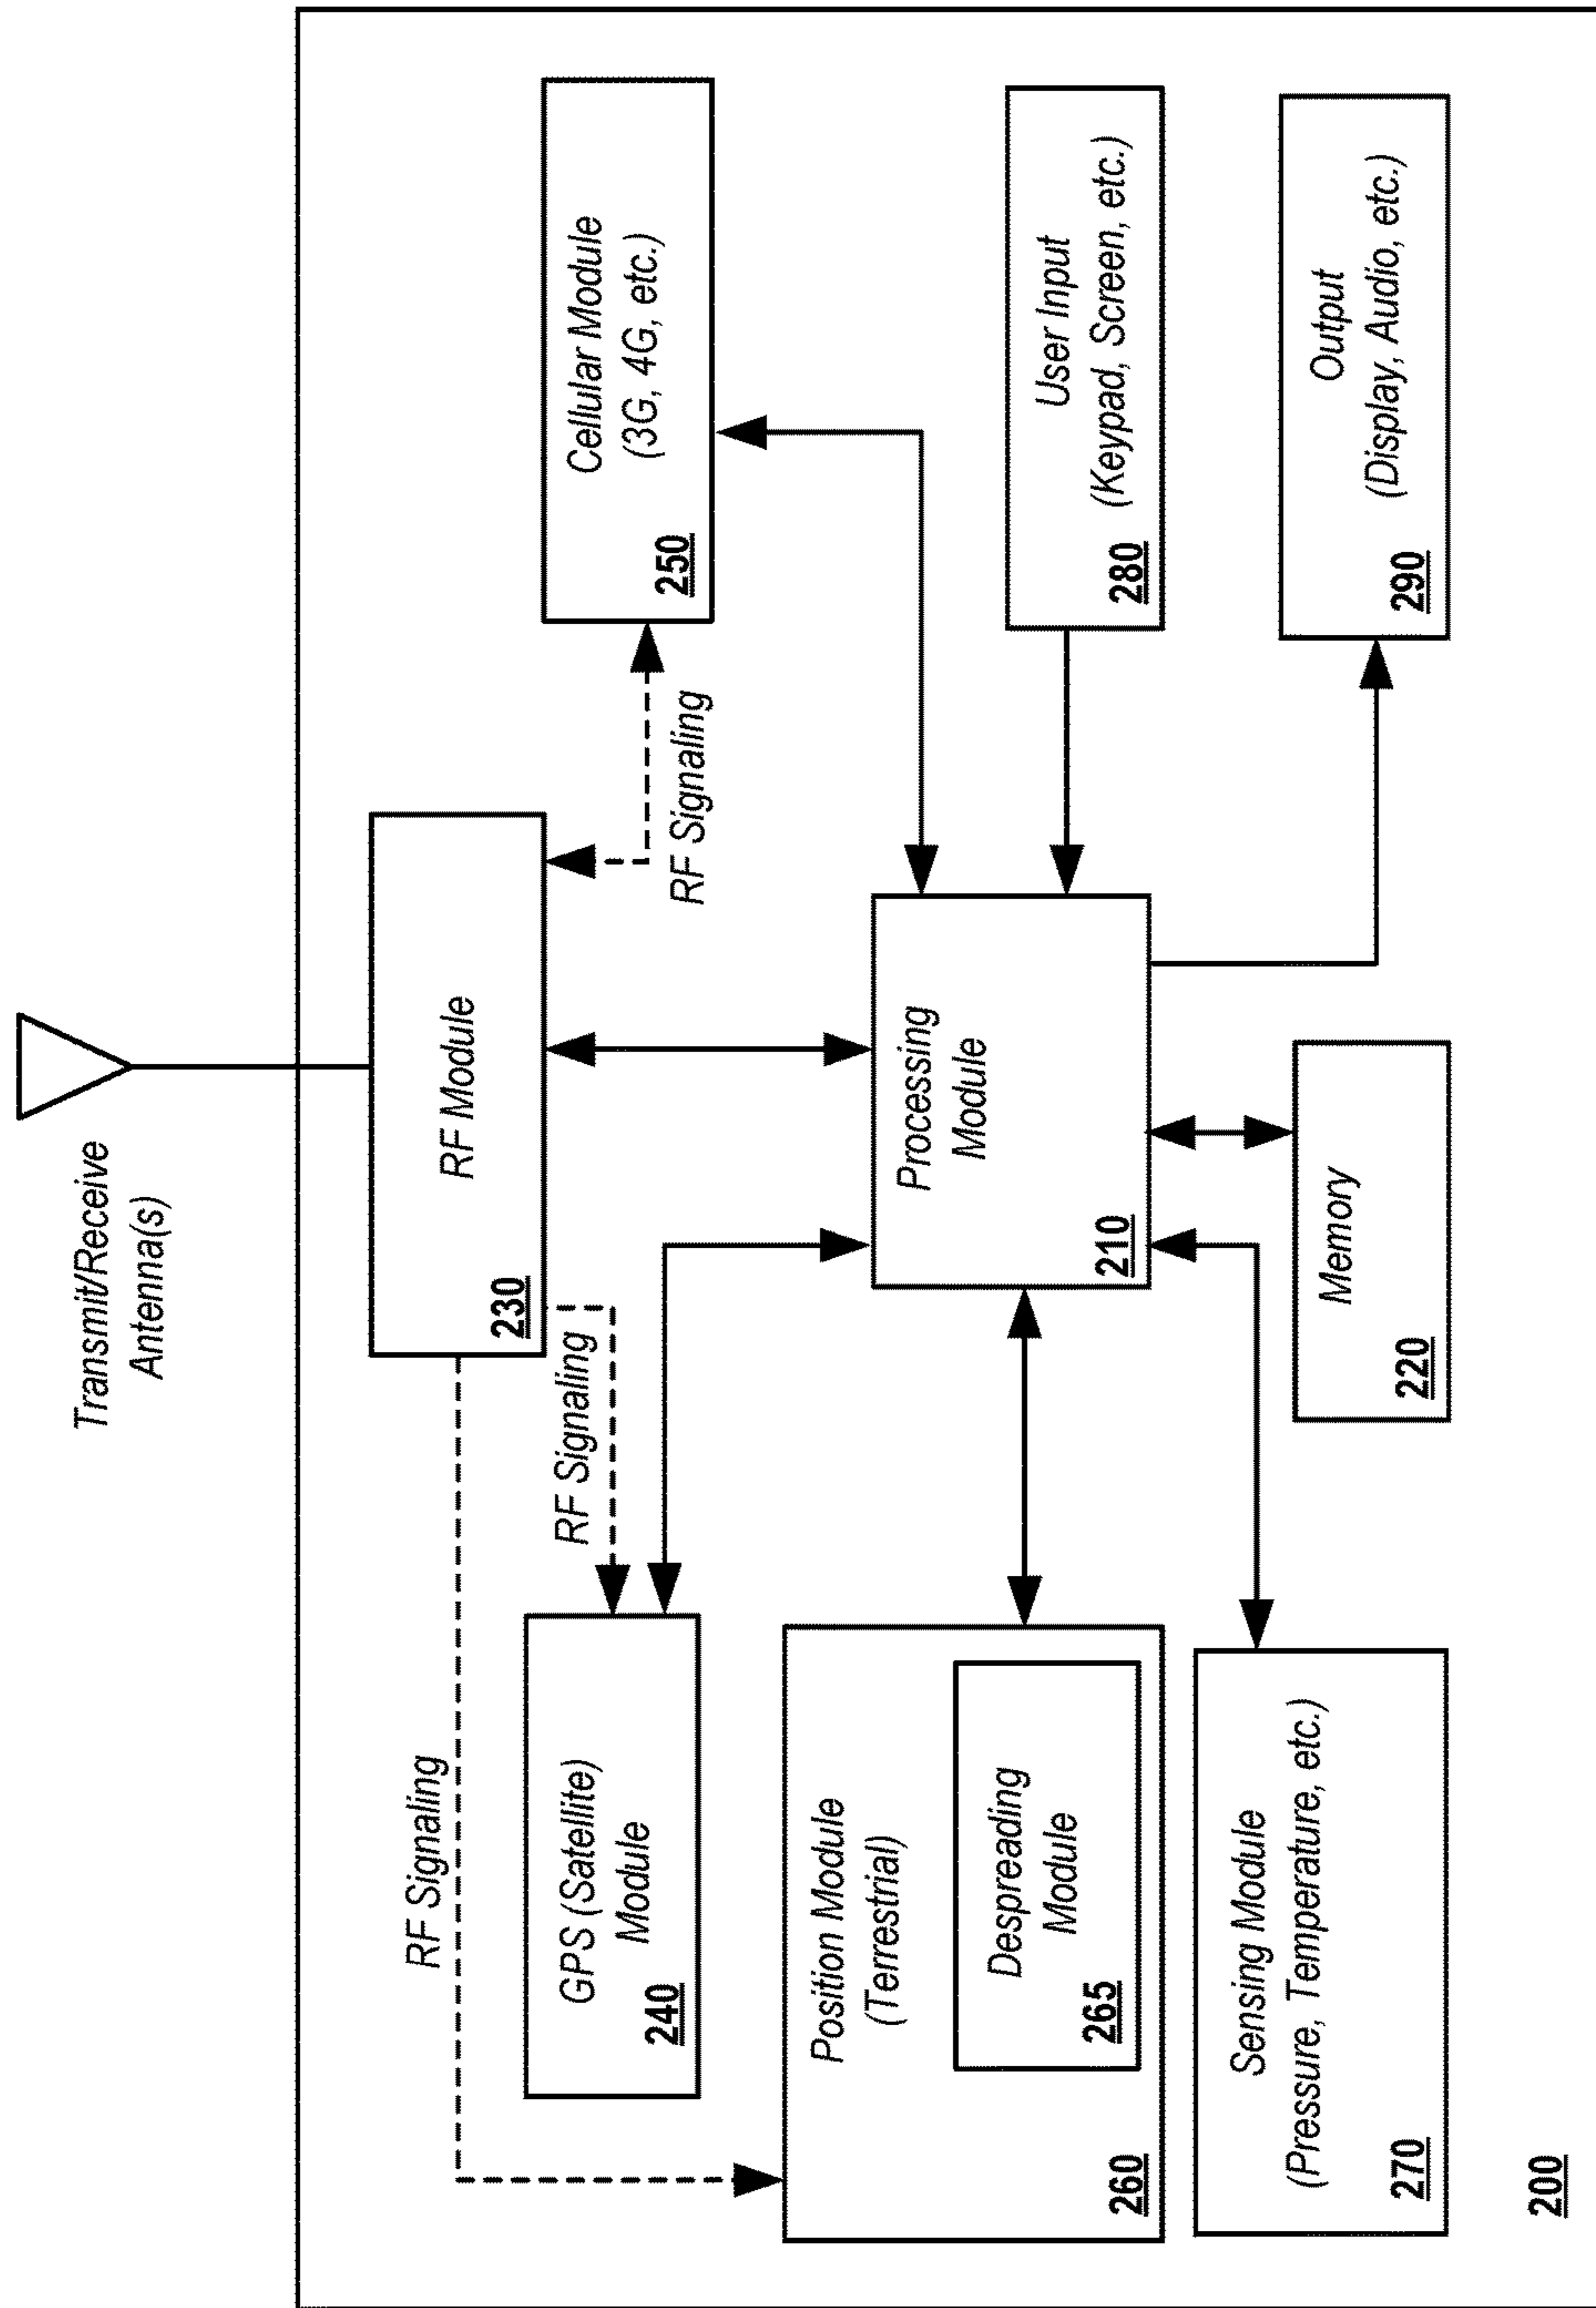 Transmit/Receive
Antenna(s)
RF Module
230
RF Signaling
RF Signaling
RF Signaling
GPS (Satellite)
Module
240
Cellular Module
(3G, 4G, etc.)
250
Position Module
(Terrestrial)
260
Despreading
Module
265
Processing
Module
210
User Input
(Keypad, Screen, etc.)
280
Sensing Module
(Pressure, Temperature, etc.)
270
Memory
220
Output
(Display, Audio, etc.)
290
200